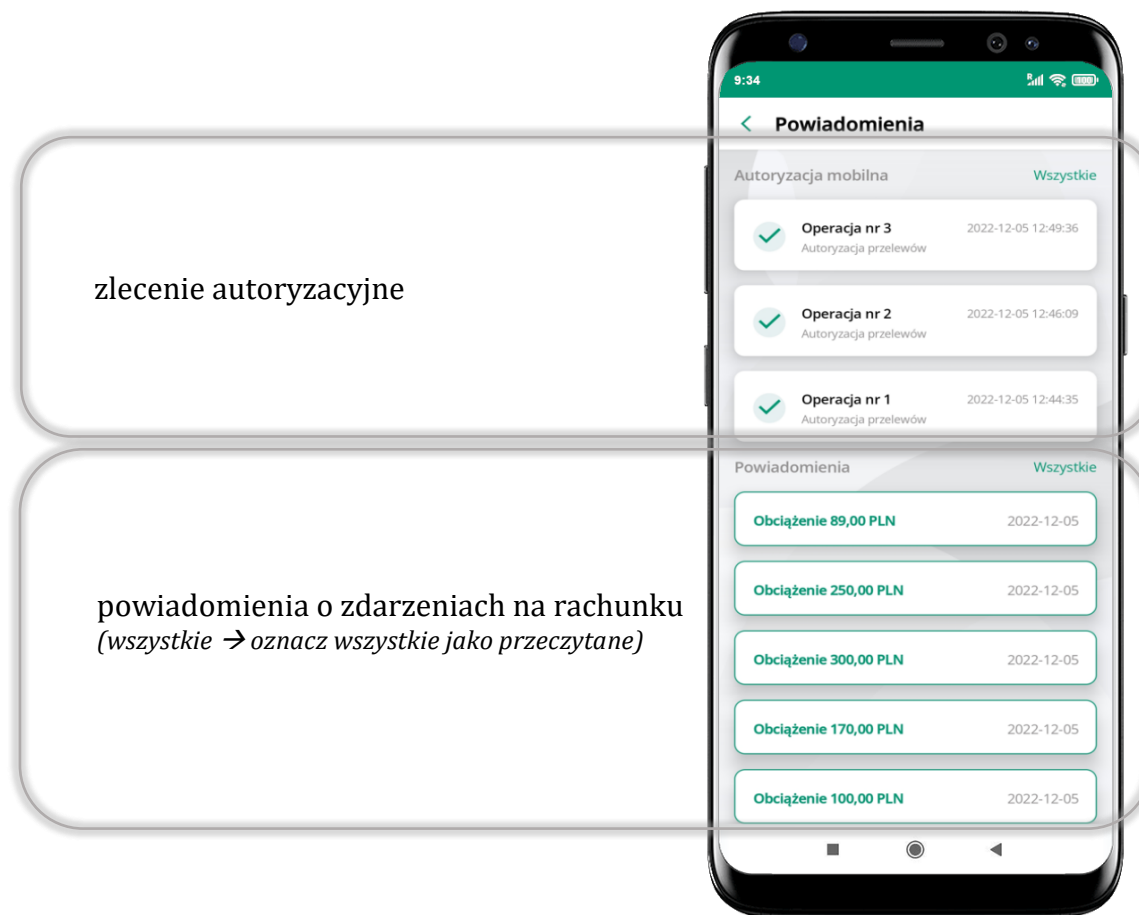 9:34
Powiadomienia
Autoryzacja mobilna Wszystkie
Operacja nr 3 2022-12-05 12:49:36
Autoryzacja przelewów
zlecenie autoryzacyjne
Operacja nr 2 2022-12-05 12:46:09
Autoryzacja przelewów
Operacja nr 1 2022-12-05 12:44:35
Autoryzacja przelewów
Powiadomienia Wszystkie
Obciążenie 89,00 PLN 2022-12-05
Obciążenie 250,00 PLN 2022-12-05
powiadomienia o zdarzeniach na rachunku
(wszystkie → oznacz wszystkie jako przeczytane)
Obciążenie 300,00 PLN 2022-12-05
Obciążenie 170,00 PLN 2022-12-05
Obciążenie 100,00 PLN 2022-12-05